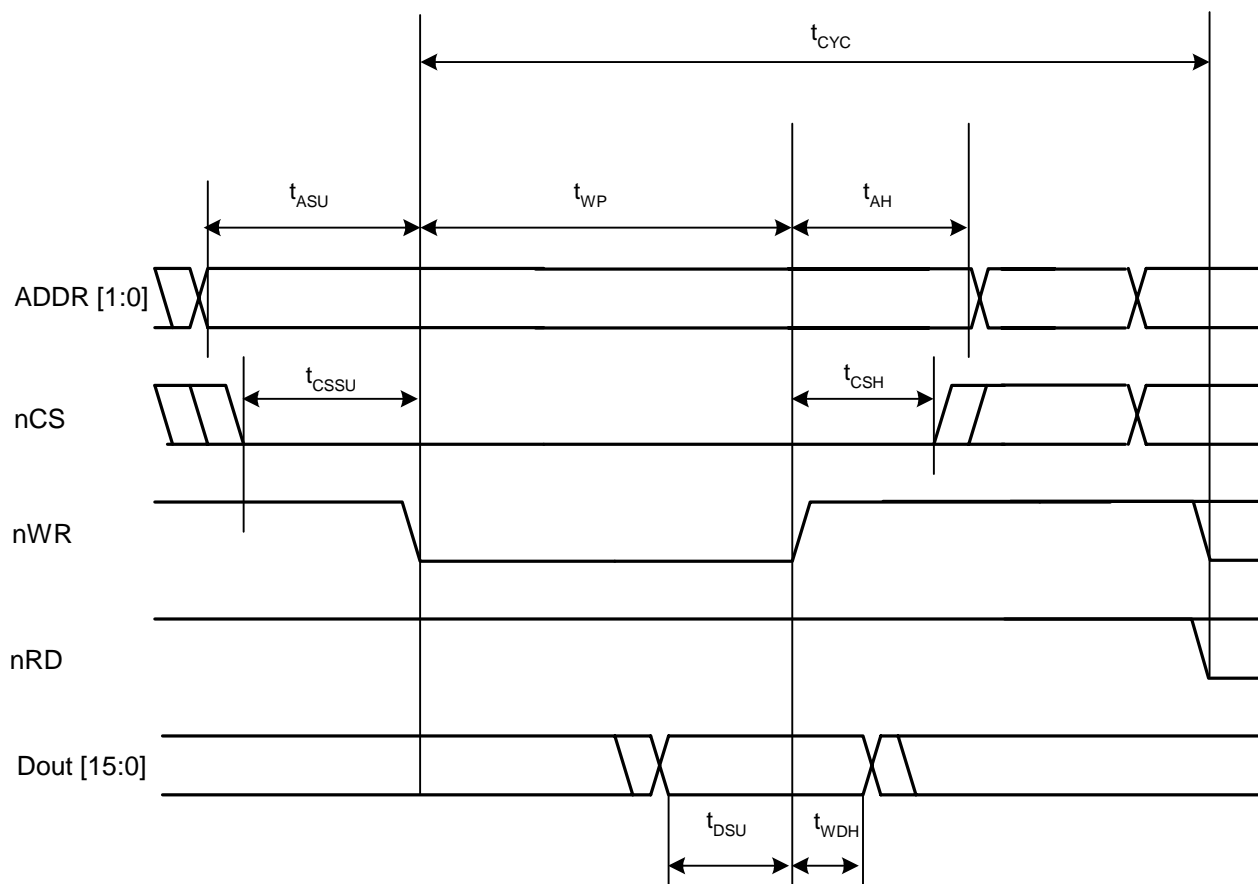 tCYC
tASU
tWP
tAH
ADDR [1:0]
tCSSU
tCSH
nCS
nWR
nRD
Dout [15:0]
tDSU
tWDH